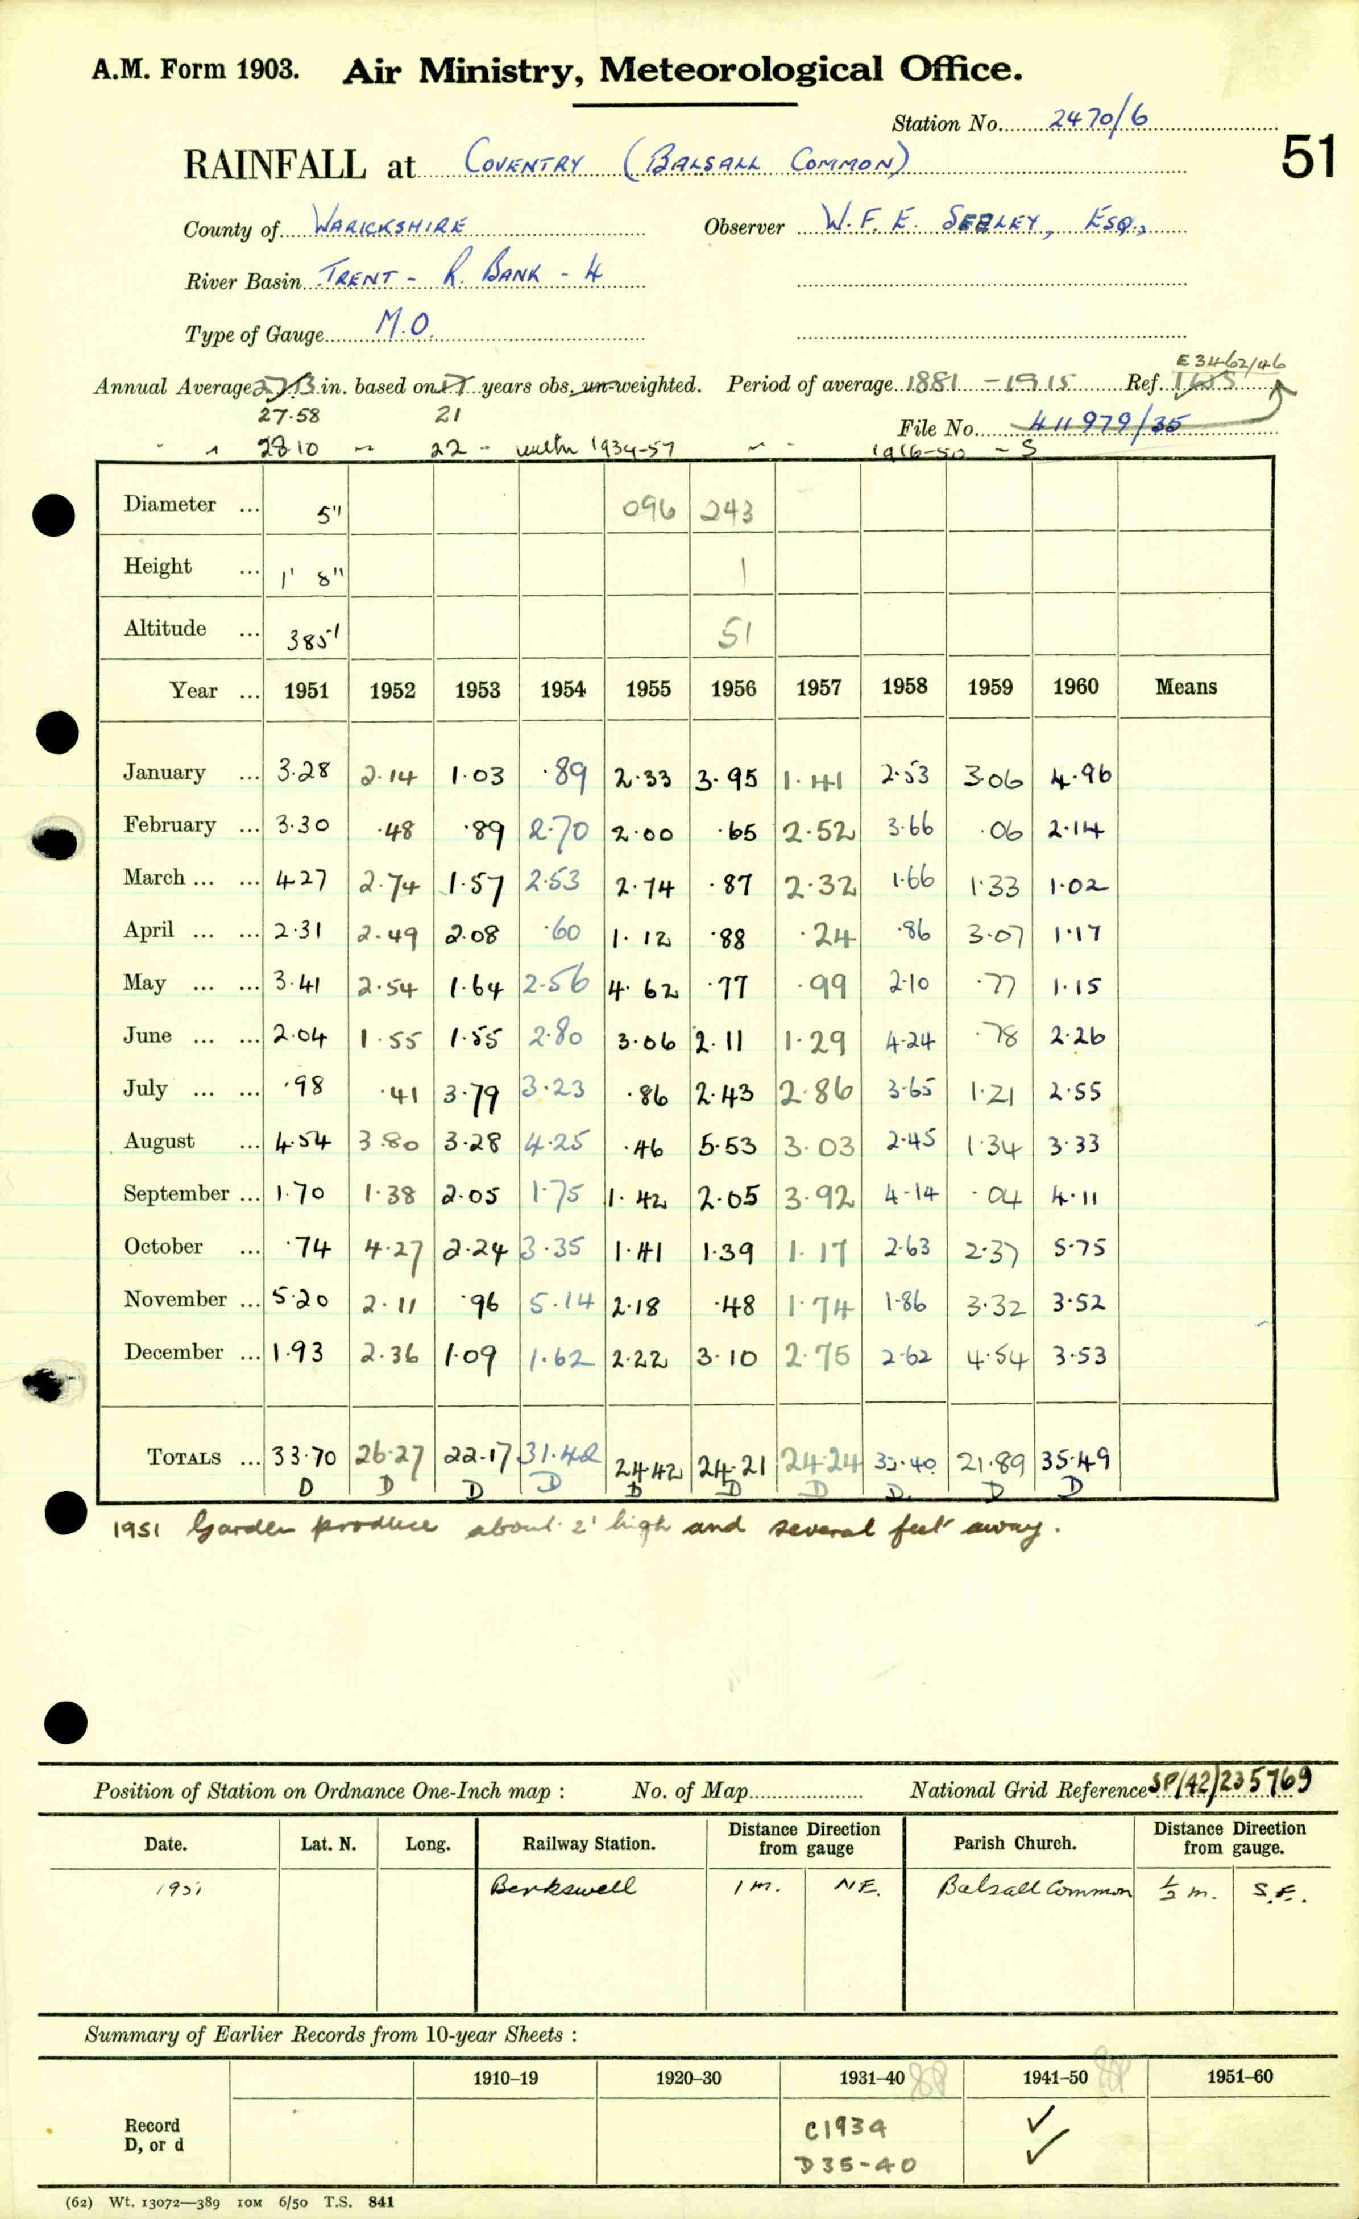 A.M. Form 1903. Air Ministry, Meteorological Office.
Station No. 2470/6
51
RAINFALL at COVENTRY (BALSALL COMMON)
County of WARICKSHIRE Observer W.F.E. SEELEY, ESQ.,
River Basin TRENT - R. BANK - 4
Type of Gauge M.O.
E3462/46
Annual Average in. based on 17 years obs. un-weighted. Period of average 1881-1915 Ref.
27.58 21 File No. 411979/35
" " 28.10 " 22 " 1934-57 " " 1916-50 - S
Diameter ... 5" 096 243
Height ... 1' 8" 1
Altitude ... 385' 51
Year ... 1951 1952 1953 1954 1955 1956 1957 1958 1959 1960 Means
January ... 3.28 2.14 1.03 .89 2.33 3.95 1.41 2.53 3.06 4.96
February ... 3.30 .48 .89 2.70 2.00 .65 2.52 3.66 .06 2.14
March ... ... 4.27 2.74 1.57 2.53 2.74 .87 2.32 1.66 1.33 1.02
April ... ... 2.31 2.49 2.08 .60 1.12 .88 .24 .86 3.07 1.17
May ... ... 3.41 2.54 1.64 2.56 4.62 .77 .99 2.10 .77 1.15
June ... ... 2.04 1.55 1.55 2.80 3.06 2.11 1.29 4.24 .78 2.26
July ... ... .98 .41 3.79 3.23 .86 2.43 2.86 3.65 1.21 2.55
August ... 4.54 3.80 3.28 4.25 .46 5.53 3.03 2.45 1.34 3.33
September ... 1.70 1.38 2.05 1.75 1.42 2.05 3.92 4.14 .04 4.11
October ... .74 4.27 2.24 3.35 1.41 1.39 1.17 2.63 2.37 5.75
November ... 5.20 2.11 .96 5.14 2.18 .48 1.74 1.86 3.32 3.52
December ... 1.93 2.36 1.09 1.62 2.22 3.10 2.75 2.62 4.54 3.53
TOTALS ... 33.70 26.27 22.17 31.42 24.42 24.21 24.24 32.40 21.89 35.49
D D D D D D D D D D
1951 Garden produce about 2' high and several feet away.
Position of Station on Ordnance One-Inch map : No. of Map National Grid Reference SP/42/235769
Date. Lat. N. Long. Railway Station. Distance from Direction gauge Parish Church. Distance from Direction gauge.
1951 Berkswell 1 m. NE. Balsall Common ½ m. S.E.
Summary of Earlier Records from 10-year Sheets :
1910–19 1920–30 1931–40 1941–50 1951–60
Record C1934 ✓
D, or d D35-40 ✓
(62) Wt. 13072—389 10M 6/50 T.S. 841